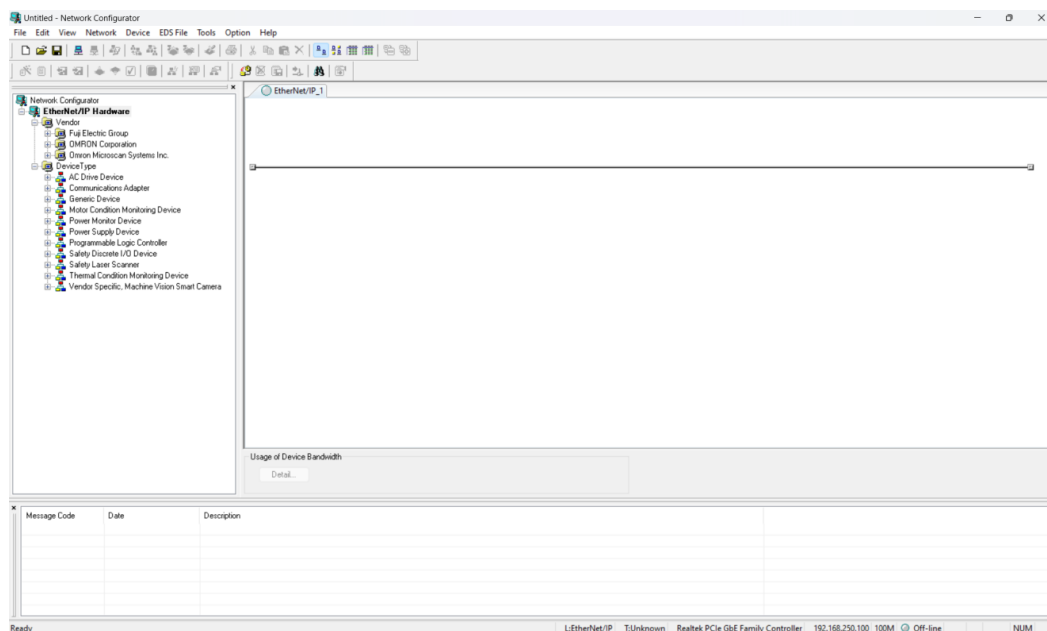 Untitled - Network Configurator
File Edit View Network Device EDS File Tools Option Help
Network Configurator
EtherNet/IP Hardware
Vendor
Fuji Electric Group
OMRON Corporation
Omron Microscan Systems Inc.
DeviceType
AC Drive Device
Communications Adapter
Generic Device
Motor Condition Monitoring Device
Power Monitor Device
Power Supply Device
Programmable Logic Controller
Safety Discrete I/O Device
Safety Laser Scanner
Thermal Condition Monitoring Device
Vendor Specific, Machine Vision Smart Camera
EtherNet/IP_1
Usage of Device Bandwidth
Detail...
Message Code Date Description
Ready L:EtherNet/IP T:Unknown Realtek PCIe GbE Family Controller 192.168.250.100 100M Off-line NUM